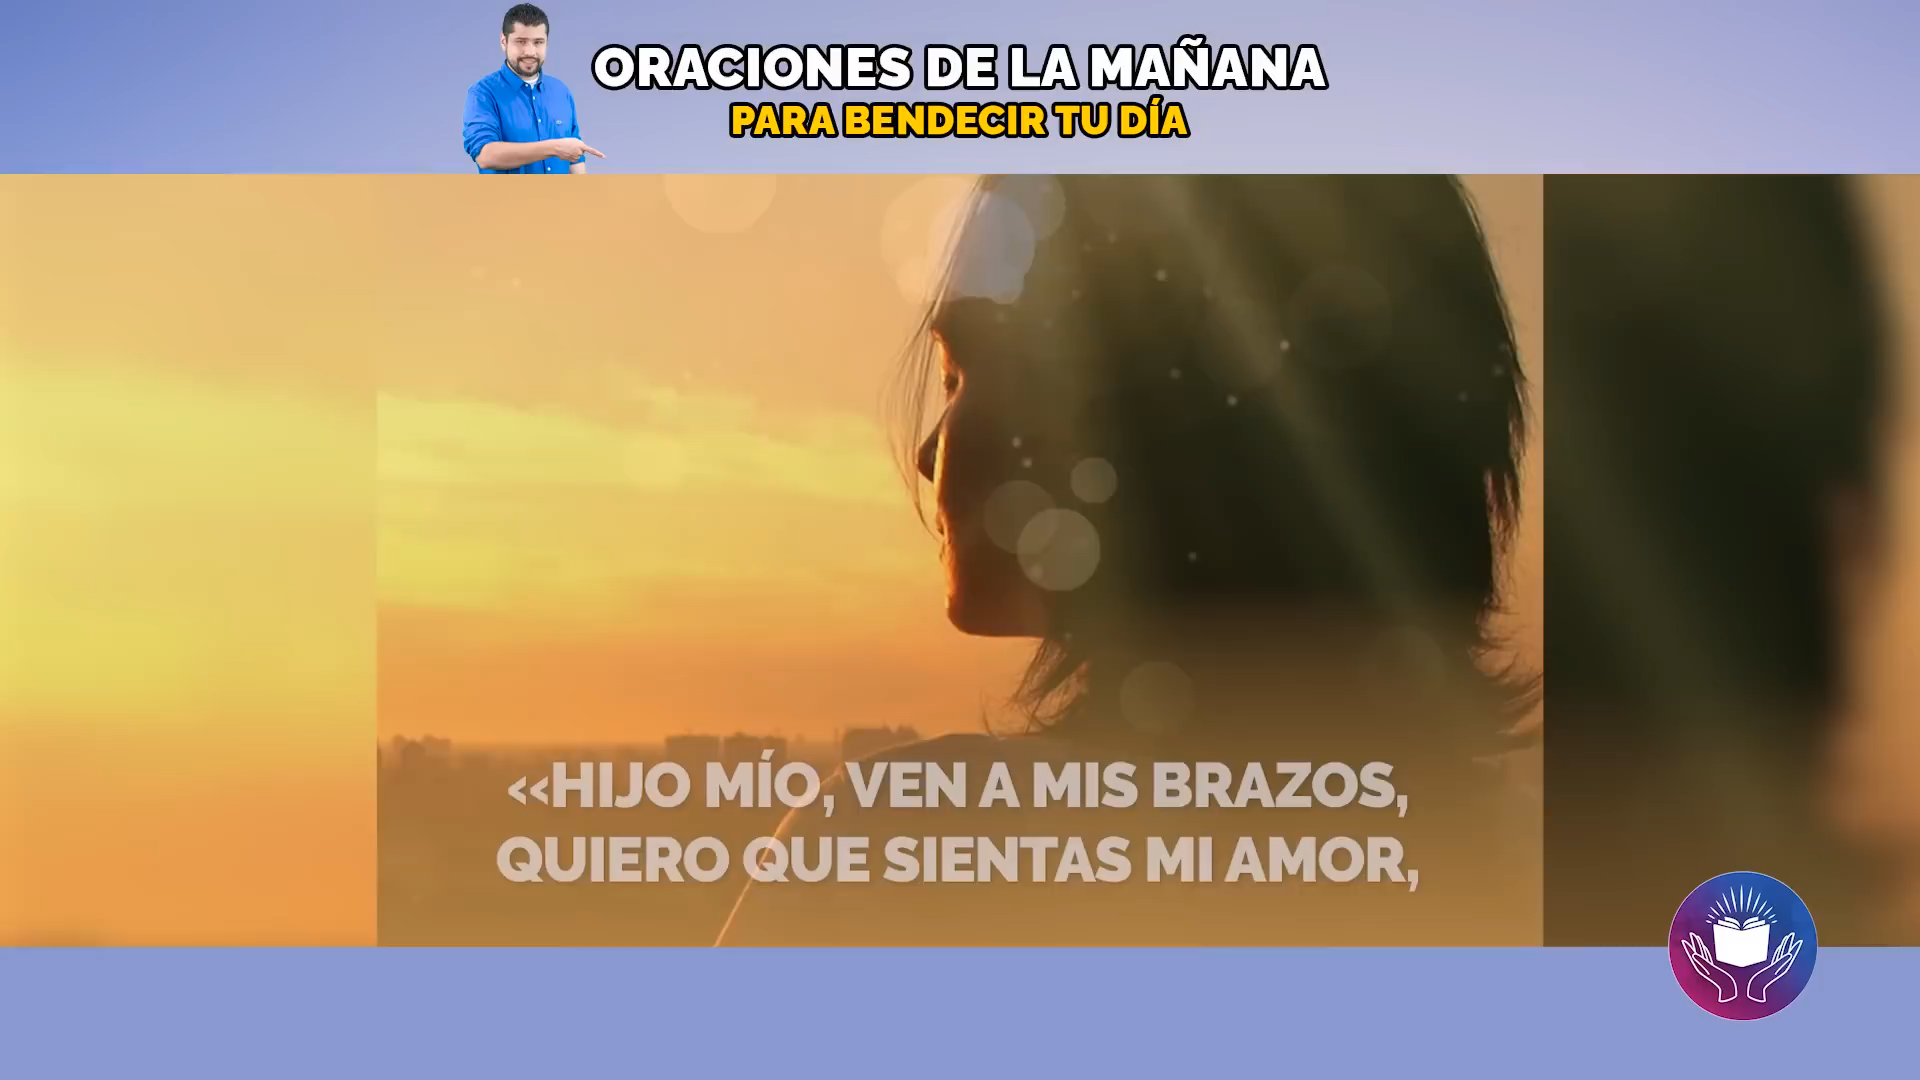 ORACIONES DE LA MAÑANA
PARA BENDECIR TU DÍA
<<HIJO MÍO, VEN A MIS BRAZOS,
QUIERO QUE SIENTAS MI AMOR,